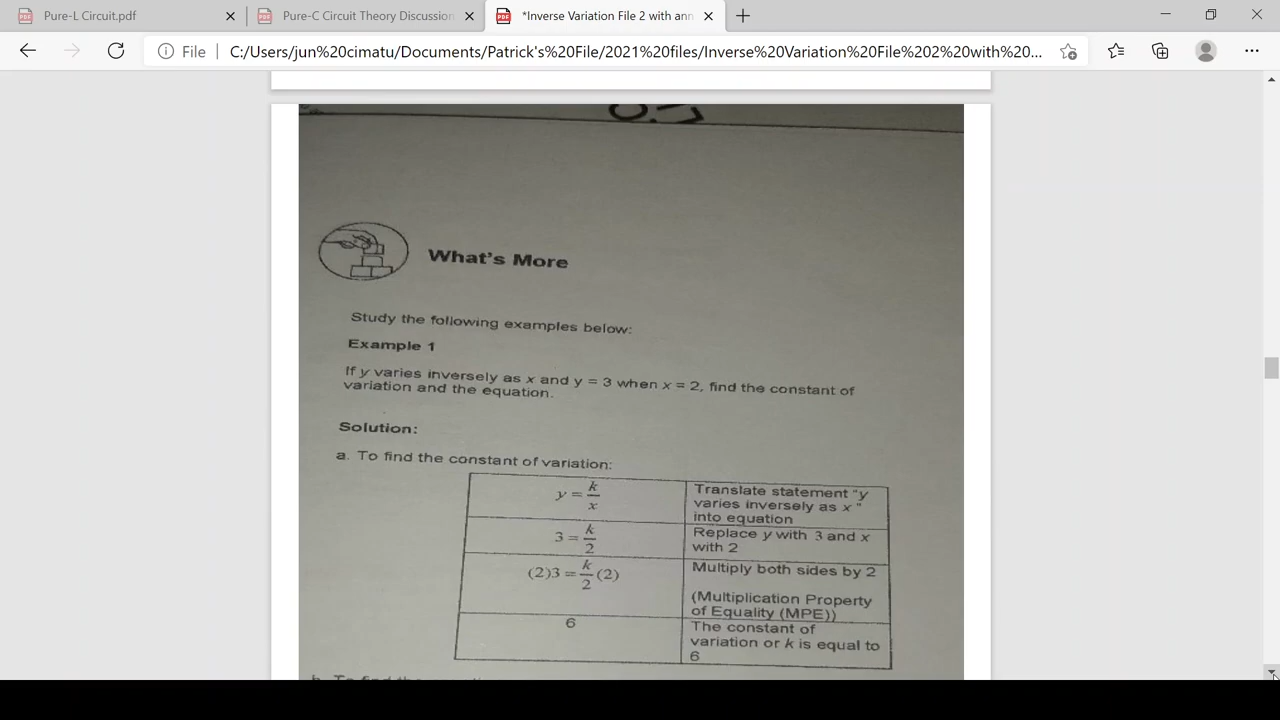 Pure-L Circuit.pdf
Pure-C Circuit Theory Discussion
*Inverse Variation File 2 with ann
File
C:/Users/jun%20cimatu/Documents/Patrick's%20File/2021%20files/Inverse%20Variation%20File%202%20with%20...
What's More
Study the following examples below:
Example 1
If y varies inversely as x and y = 3 when x = 2, find the constant of
variation and the equation.
Solution:
a. To find the constant of variation:
y = k/x
Translate statement "y
varies inversely as x "
into equation
3 = k/2
Replace y with 3 and x
with 2
(2)3 = k/2 (2)
Multiply both sides by 2
(Multiplication Property
of Equality (MPE))
6
The constant of
variation or k is equal to
6